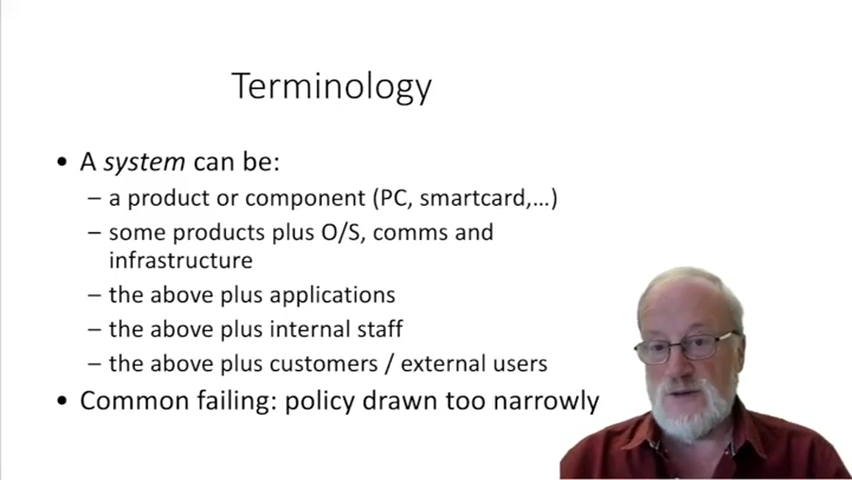 Terminology
• A system can be:
– a product or component (PC, smartcard,...)
– some products plus O/S, comms and
infrastructure
– the above plus applications
– the above plus internal staff
– the above plus customers / external users
• Common failing: policy drawn too narrowly